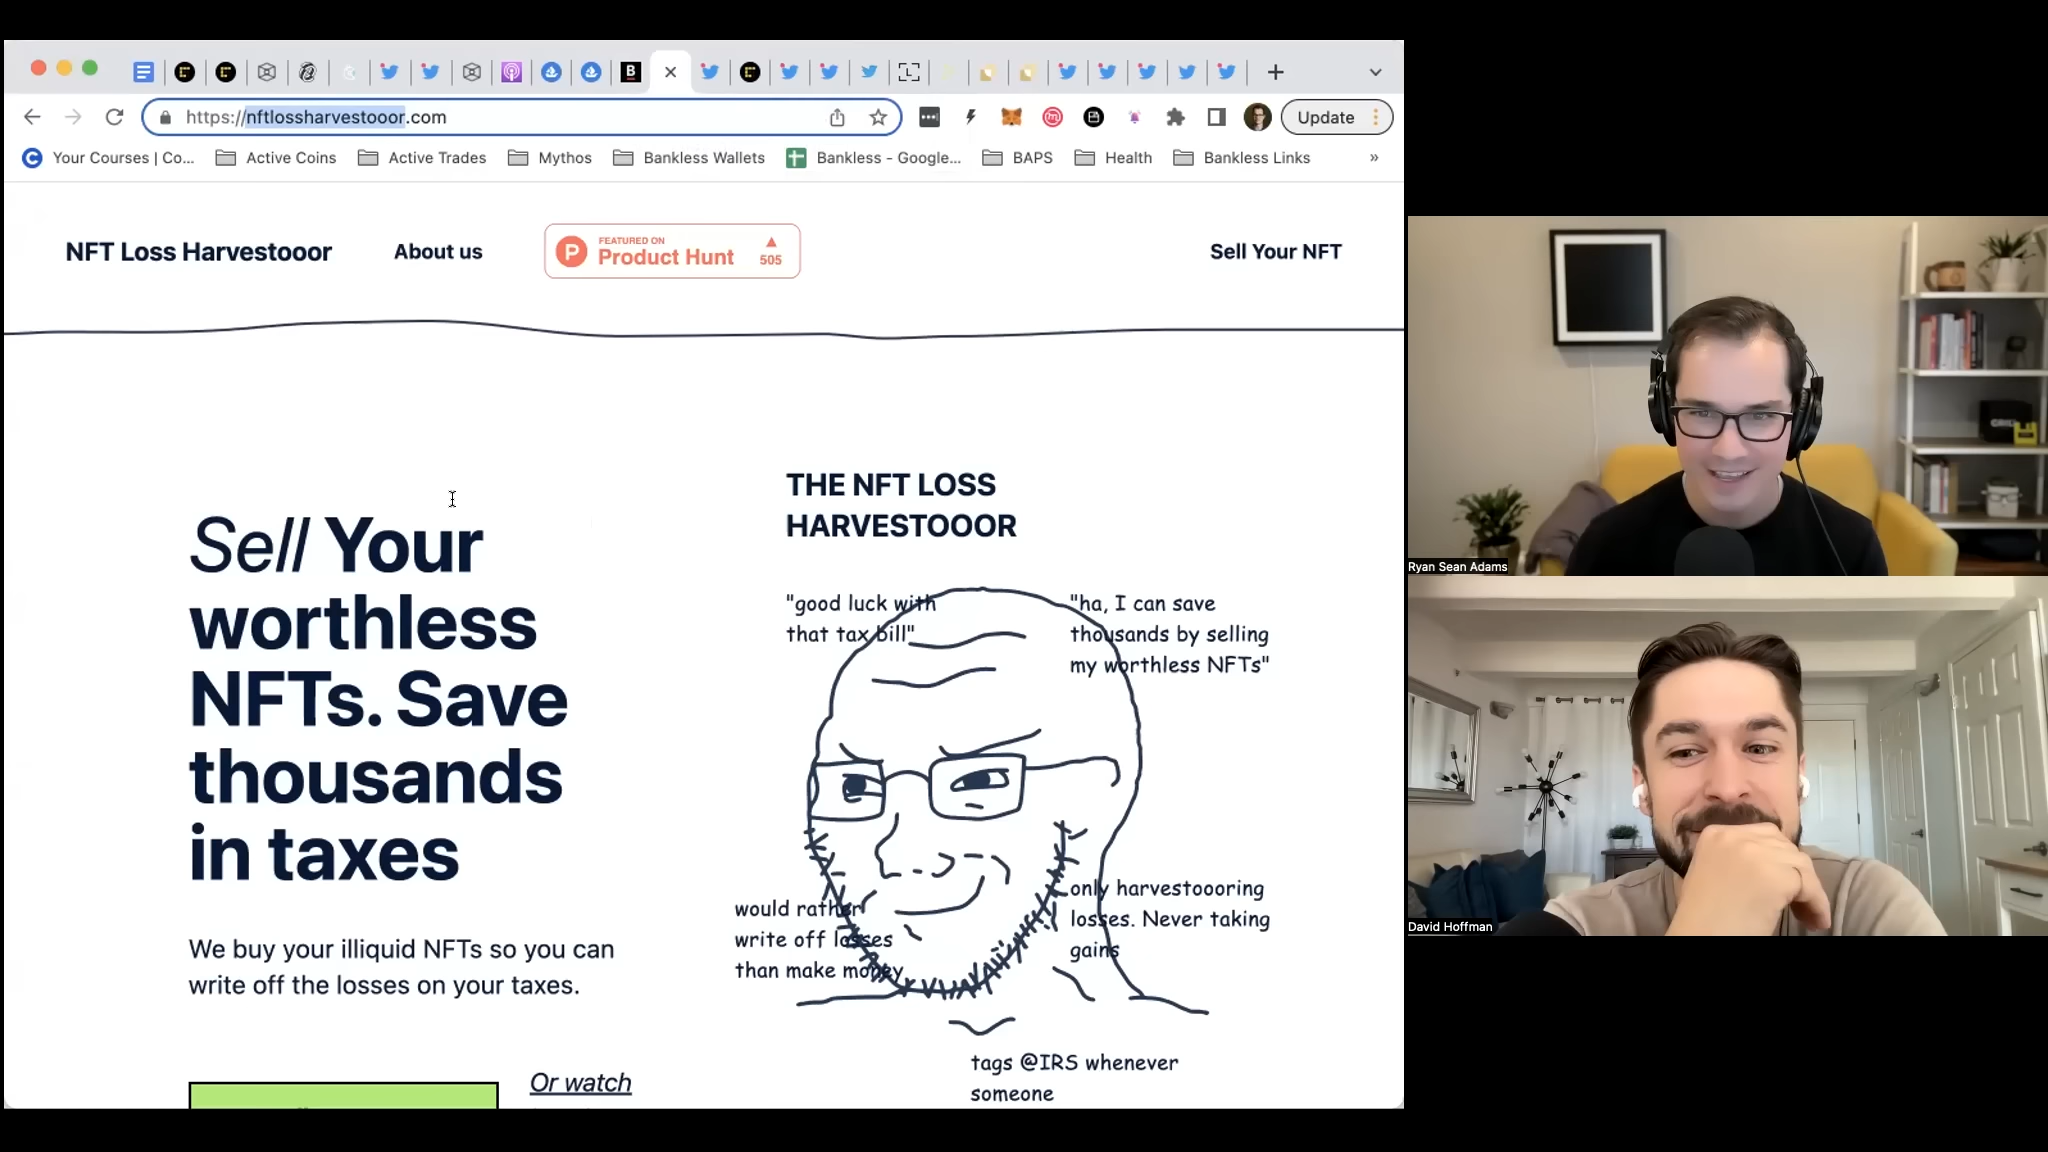 https://nftlossharvestooor.com
Update
Your Courses | Co...
Active Coins
Active Trades
Mythos
Bankless Wallets
Bankless - Google...
BAPS
Health
Bankless Links
»
NFT Loss Harvestooor
About us
FEATURED ON
Product Hunt
505
Sell Your NFT
Sell Your
worthless
NFTs. Save
thousands
in taxes
We buy your illiquid NFTs so you can
write off the losses on your taxes.
Or watch
THE NFT LOSS
HARVESTOOOR
"good luck with
that tax bill"
"ha, I can save
thousands by selling
my worthless NFTs"
would rather
write off losses
than make money
only harvestoooring
losses. Never taking
gains
tags @IRS whenever
someone
Ryan Sean Adams
David Hoffman